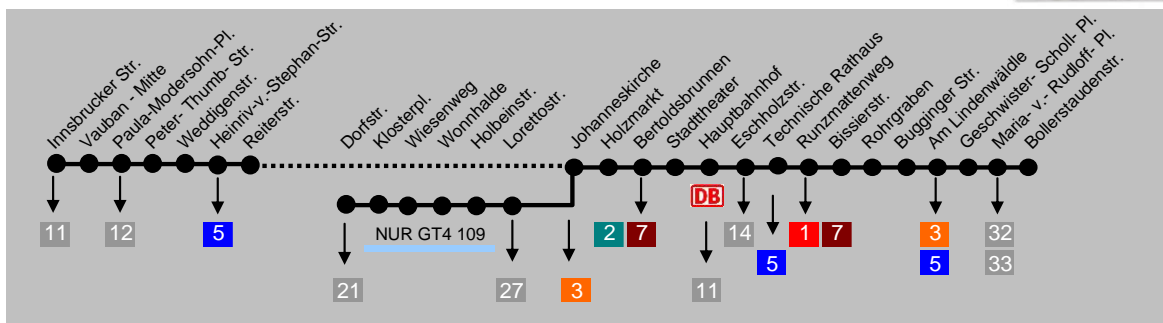 Innsbrucker Str.
Vauban - Mitte
Paula-Modersohn-Pl.
Peter- Thumb- Str.
Weddigenstr.
Heinriv-v.-Stephan-Str.
Reiterstr.
Dorfstr.
Klosterpl.
Wiesenweg
Wonnhalde
Holbeinstr.
Lorettostr.
Johanneskirche
Holzmarkt
Bertoldsbrunnen
Stadttheater
Hauptbahnhof
Eschholzstr.
Technische Rathaus
Runzmattenweg
Bissierstr.
Rohrgraben
Bugginger Str.
Am Lindenwäldle
Geschwister- Scholl- Pl.
Maria- v.- Rudloff- Pl.
Bollerstaudenstr.
DB
11
12
5
NUR GT4 109
2
7
14
1
7
3
32
5
5
33
21
27
3
11